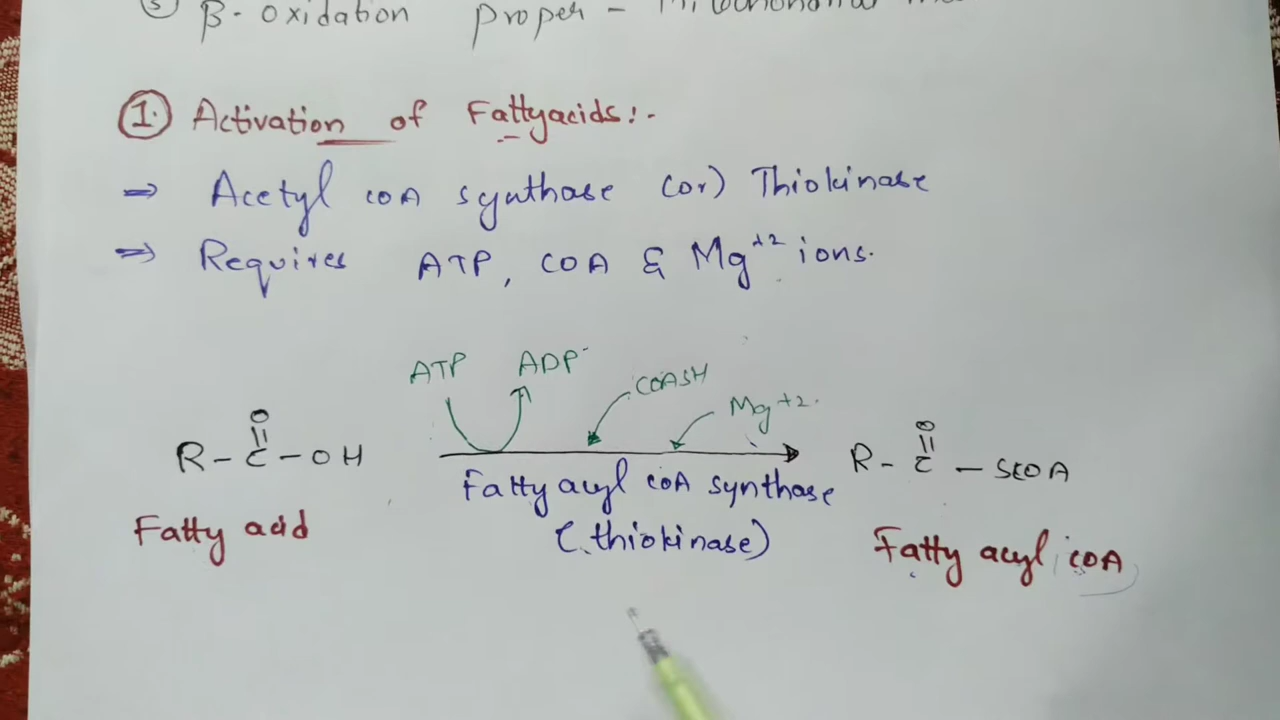 β-oxidation proper -
① Activation of Fattyacids:-
⇒ Acetyl COA synthase (or) Thiokinase
⇒ Requires ATP, COA & Mg+2 ions.
ATP ADP COASH Mg+2
O O
|| ||
R-C-OH R-C-SCOA
Fatty acyl COA synthase
(thiokinase)
Fatty acid Fatty acyl COA